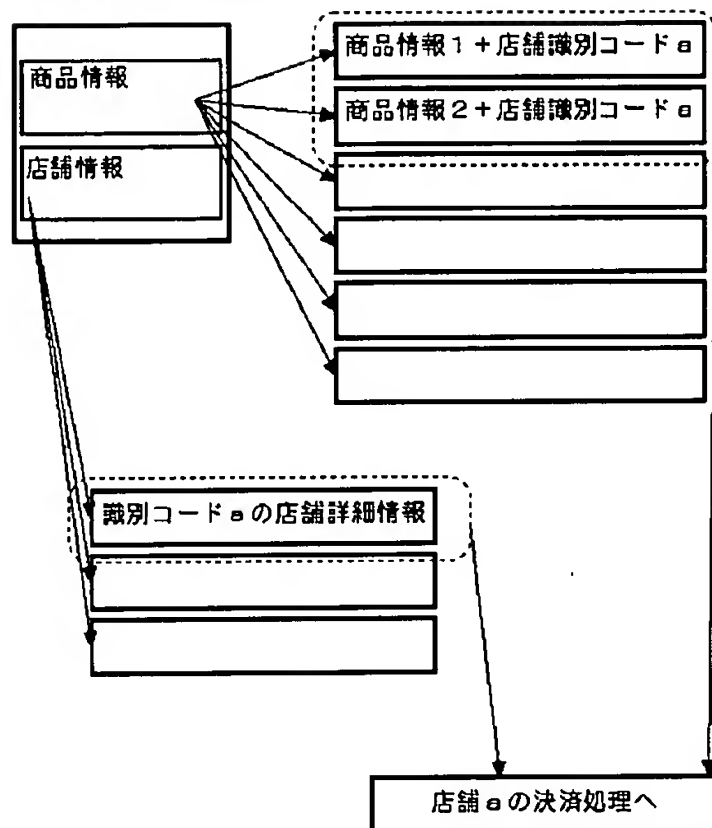 商品情報
店舗情報
商品情報１＋店舗識別コードａ
商品情報２＋店舗識別コードａ
識別コードａの店舗詳細情報
店舗ａの決済処理へ